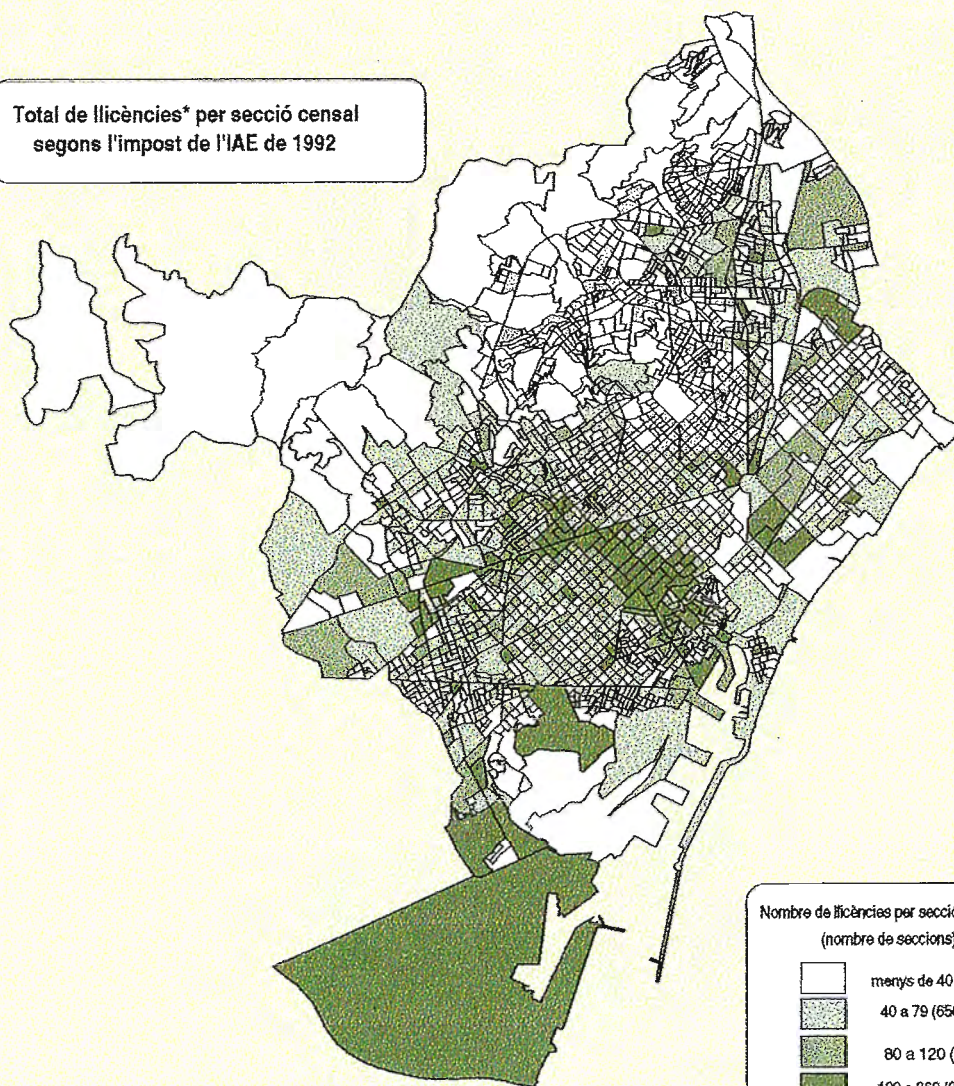 Total de llicències* per secció censal
segons l'impost de l'IAE de 1992
Nombre de llicències per secció
(nombre de seccions)
menys de 40
40 a 79 (650
80 a 120 (